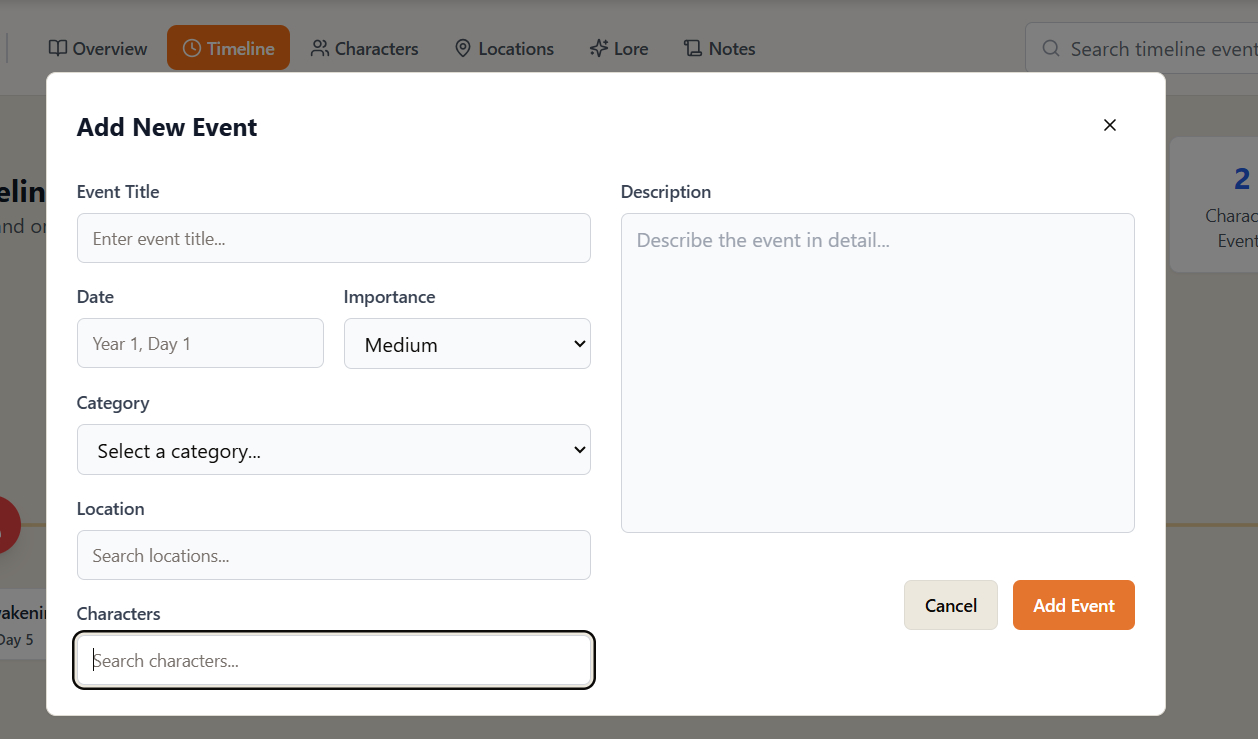 Overview
Timeline
Characters
Locations
Lore
Notes
Search timeline event
Add New Event
Event Title
Enter event title...
Date
Importance
Year 1, Day 1
Medium
Category
Select a category...
Location
Search locations...
Characters
Search characters...
Description
Describe the event in detail...
Cancel
Add Event
elin
nd or
2
Charac
Event
vakenin
Day 5